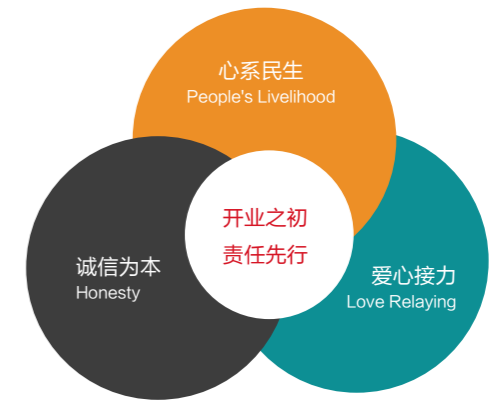 心系民生
People's Livelihood
开业之初
责任先行
诚信为本
Honesty
爱心接力
Love Relaying